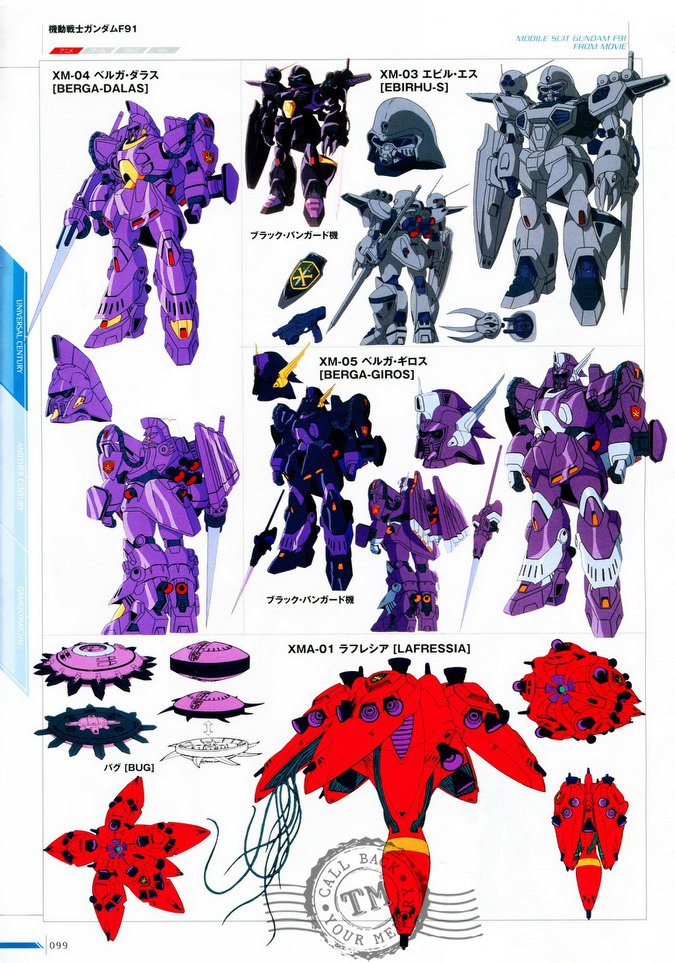 機動戦士ガンダムF91
アニメ
MOBILE SUIT GUNDAM F91
FROM MOVIE
XM-04 ベルガ・ダラス
[BERGA-DALAS]
XM-03 エビル・エス
[EBIRHU-S]
ブラック・バンガード機
XM-05 ベルガ・ギロス
[BERGA-GIROS]
ブラック・バンガード機
XMA-01 ラフレシア [LAFRESSIA]
バグ [BUG]
UNIVERSAL CENTURY
ANOTHER CENTURY
CALL BACK
TM
YOUR ME
099